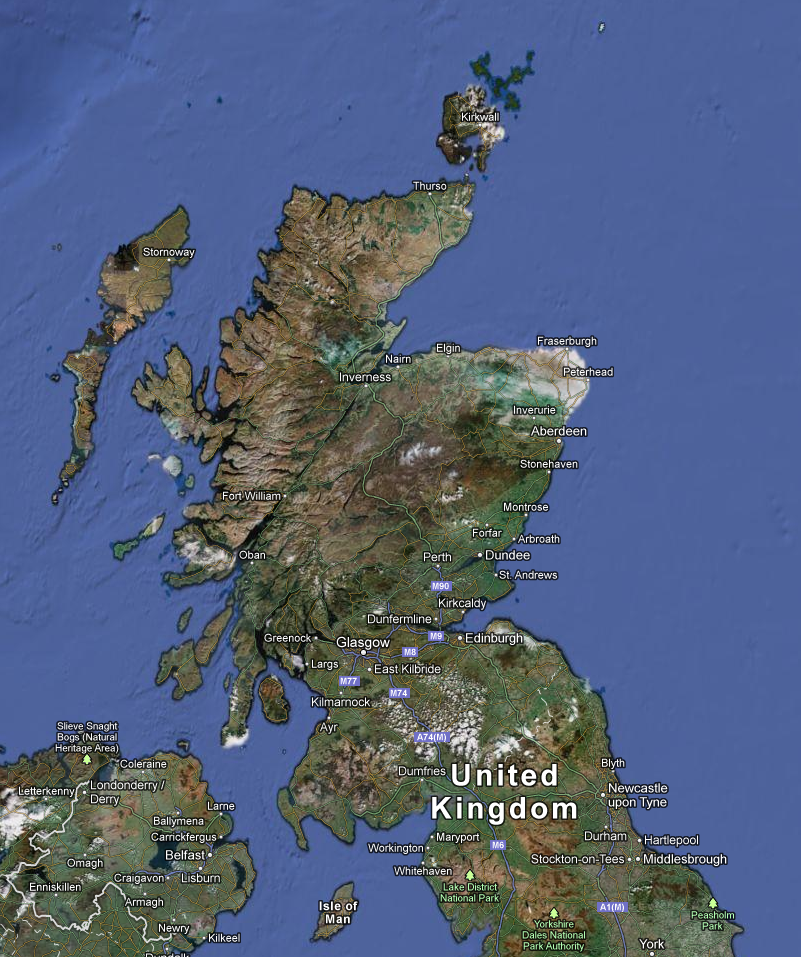 Kirkwall
Thurso
Stornoway
Fraserburgh
Elgin
Nairn
Peterhead
Inverness
Inverurie
Aberdeen
Stonehaven
Fort William
Montrose
Forfar
Arbroath
Oban
Perth
Dundee
St. Andrews
M90
Kirkcaldy
Dunfermline
Greenock
M9
Edinburgh
Glasgow
M8
Largs
East Kilbride
M77
M74
Kilmarnock
Ayr
A74(M)
Slieve Snaght
Bogs (Natural
Heritage Area)
Coleraine
Dumfries
United
Kingdom
Blyth
Letterkenny
Londonderry /
Derry
Newcastle
upon Tyne
Larne
Ballymena
Carrickfergus
Maryport
Durham
Hartlepool
Workington
M6
Belfast
Stockton-on-Tees
Middlesbrough
Omagh
Whitehaven
Craigavon
Lisburn
Enniskillen
Lake District
National Park
Armagh
Isle of
Man
A1(M)
Peasholm
Park
Newry
Kilkeel
Yorkshire
Dales National
Park Authority
York
Dundalk